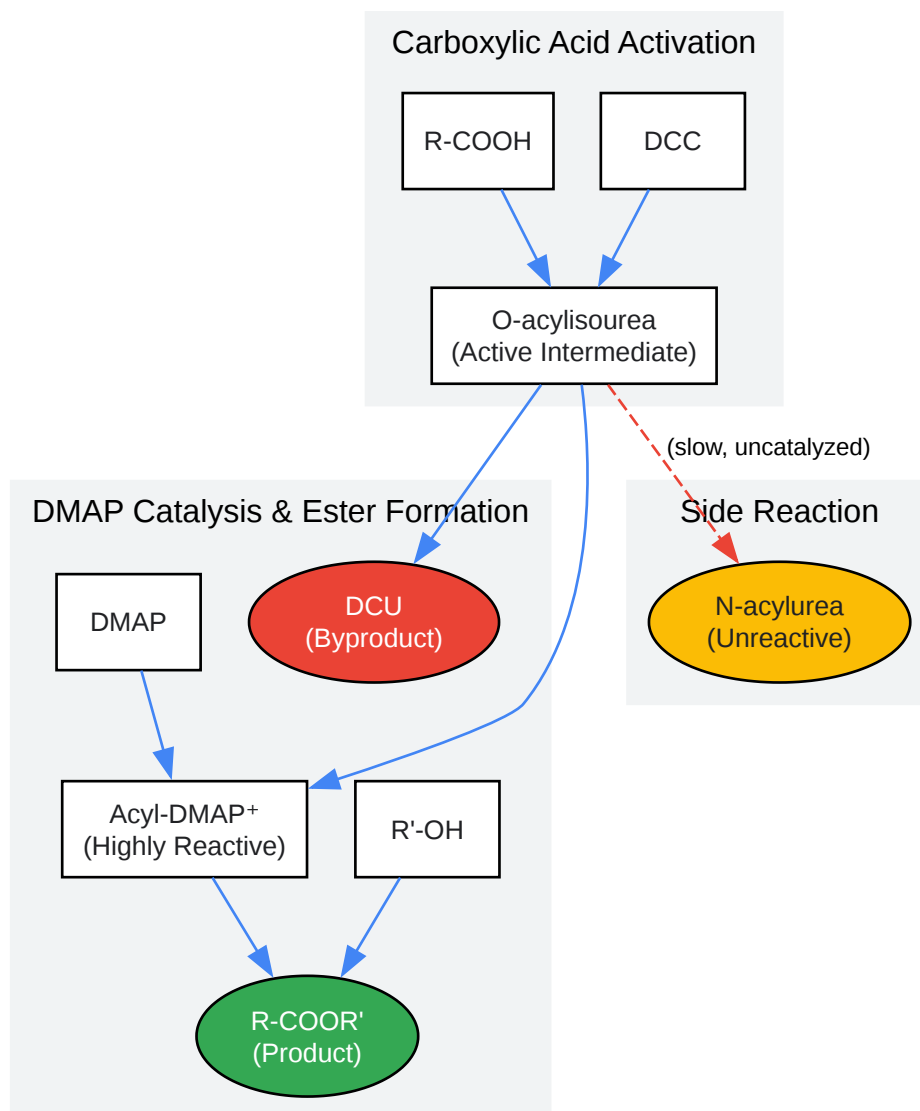 Carboxylic Acid Activation
R-COOH
DCC
O-acylisourea
(Active Intermediate)
(slow, uncatalyzed)
DMAP Catalysis & Ester Formation
Side Reaction
DMAP
DCU
(Byproduct)
N-acylurea
(Unreactive)
Acyl-DMAP⁺
(Highly Reactive)
R'-OH
R-COOR'
(Product)